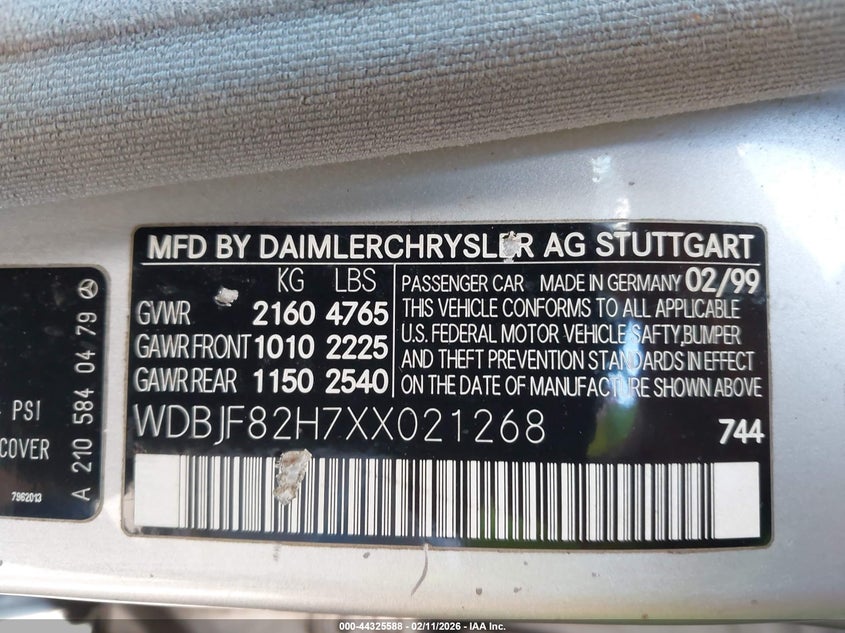 MFD BY DAIMLERCHRYSLER AG STUTTGART
KG LBS
GVWR 2160 4765
GAWR FRONT 1010 2225
GAWR REAR 1150 2540
PASSENGER CAR MADE IN GERMANY 02/99
THIS VEHICLE CONFORMS TO ALL APPLICABLE
U.S. FEDERAL MOTOR VEHICLE SAFTY,BUMPER
AND THEFT PREVENTION STANDARDS IN EFFECT
ON THE DATE OF MANUFACTURE SHOWN ABOVE
WDBJF82H7XX021268 744
PSI
COVER
7962013
A 210 584 04 79
000-44325588 - 02/11/2026 - IAA Inc.